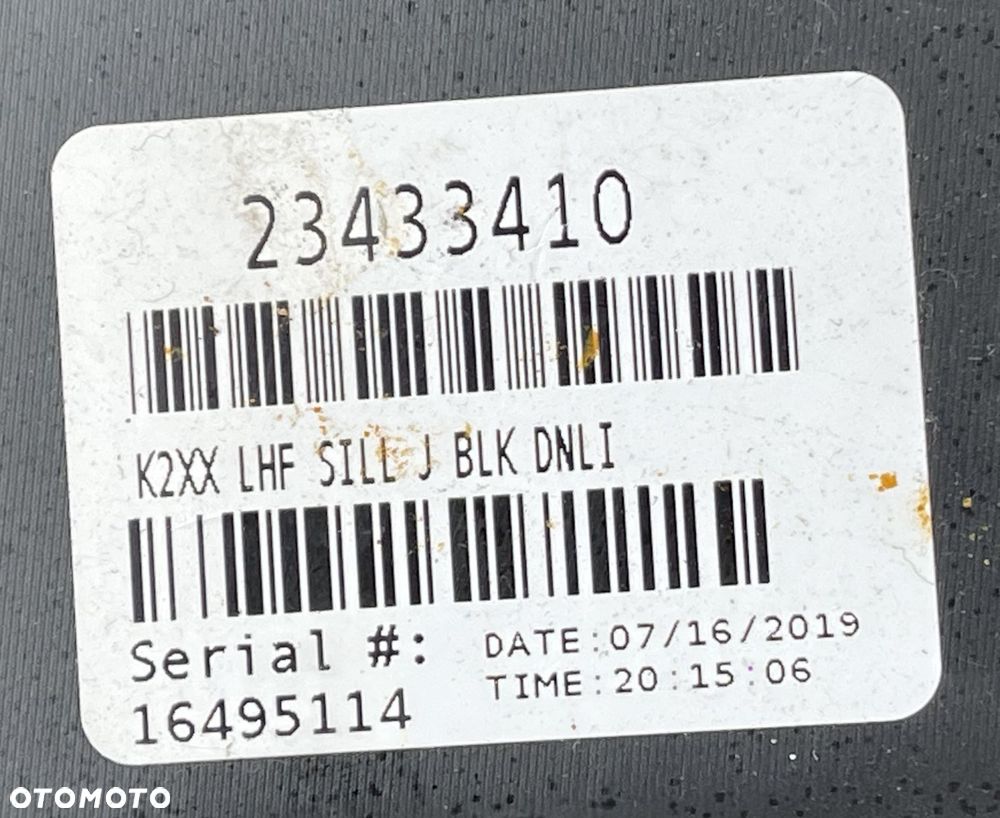 23433410
K2XX LHF SILL J BLK DNLI
Serial #:
16495114
DATE:07/16/2019
TIME:20:15:06
OTOMOTO